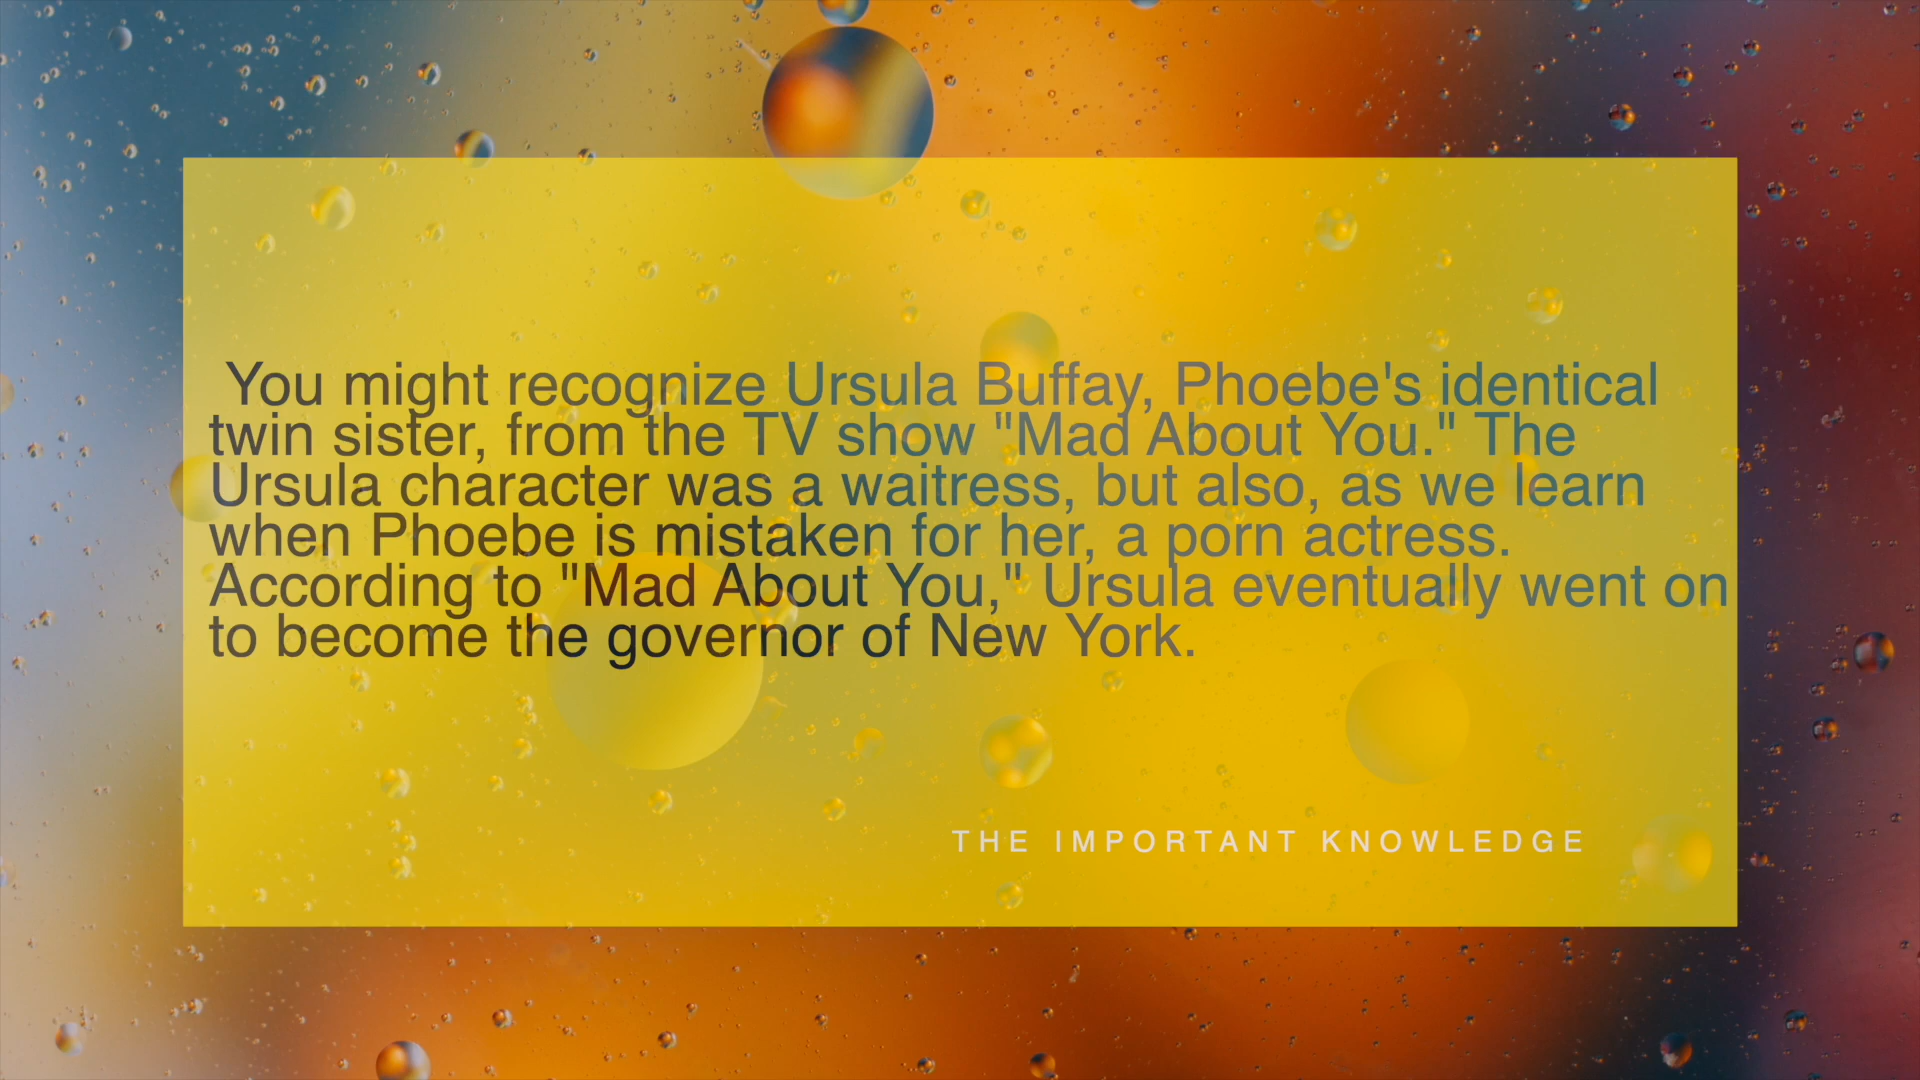 You might recognize Ursula Buffay, Phoebe's identical
twin sister, from the TV show "Mad About You." The
Ursula character was a waitress, but also, as we learn
when Phoebe is mistaken for her, a porn actress.
According to "Mad About You," Ursula eventually went on
to become the governor of New York.
THE IMPORTANT KNOWLEDGE